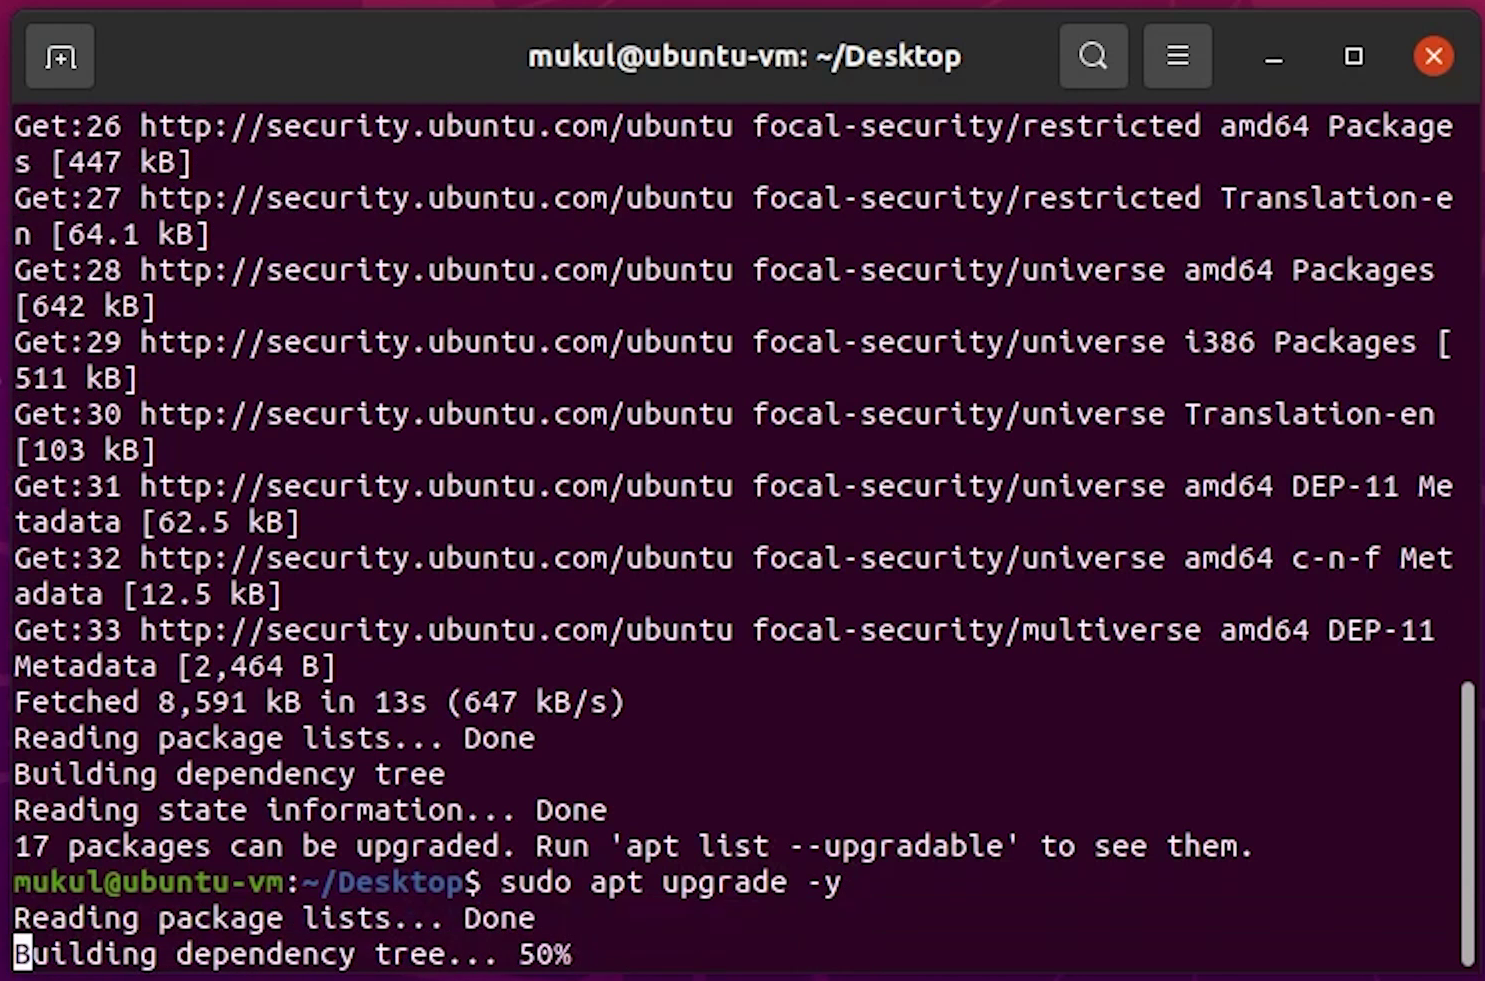 mukul@ubuntu-vm: ~/Desktop
Get:26 http://security.ubuntu.com/ubuntu focal-security/restricted amd64 Package
s [447 kB]
Get:27 http://security.ubuntu.com/ubuntu focal-security/restricted Translation-e
n [64.1 kB]
Get:28 http://security.ubuntu.com/ubuntu focal-security/universe amd64 Packages
[642 kB]
Get:29 http://security.ubuntu.com/ubuntu focal-security/universe i386 Packages [
511 kB]
Get:30 http://security.ubuntu.com/ubuntu focal-security/universe Translation-en
[103 kB]
Get:31 http://security.ubuntu.com/ubuntu focal-security/universe amd64 DEP-11 Me
tadata [62.5 kB]
Get:32 http://security.ubuntu.com/ubuntu focal-security/universe amd64 c-n-f Met
adata [12.5 kB]
Get:33 http://security.ubuntu.com/ubuntu focal-security/multiverse amd64 DEP-11
Metadata [2,464 B]
Fetched 8,591 kB in 13s (647 kB/s)
Reading package lists... Done
Building dependency tree
Reading state information... Done
17 packages can be upgraded. Run 'apt list --upgradable' to see them.
mukul@ubuntu-vm:~/Desktop$ sudo apt upgrade -y
Reading package lists... Done
Building dependency tree... 50%